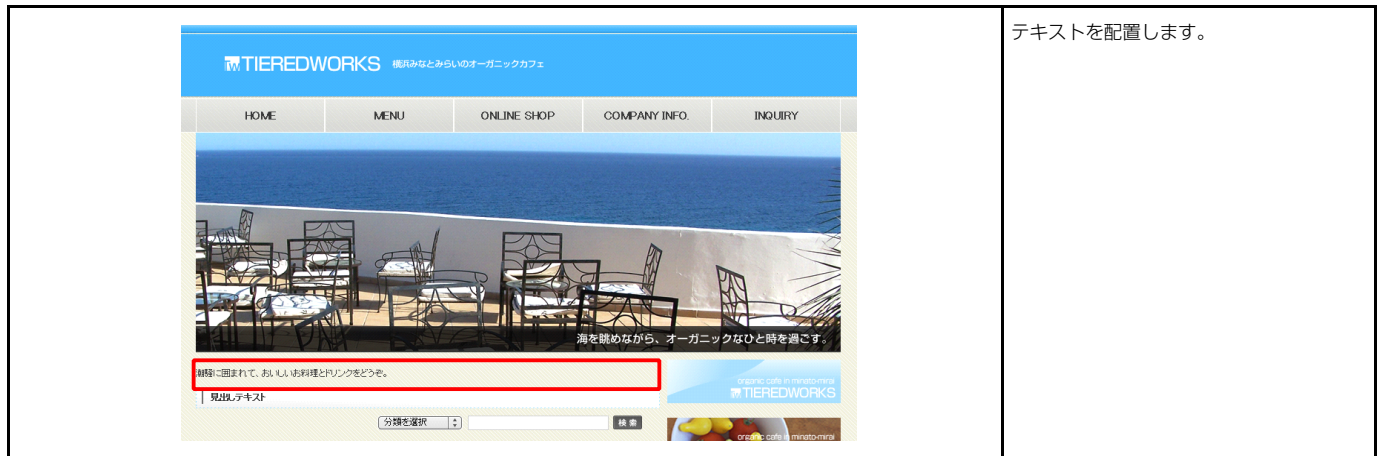 テキストを配置します。
TIEREDWORKS 横浜みなとみらいのオーガニックカフェ
HOME MENU ONLINE SHOP COMPANY INFO. INQUIRY
海を眺めながら、オーガニックなひと時を過ごす。
潮騒に囲まれて、おいしいお料理とドリンクをどうぞ。
organic cafe in minato-mirai
TIEREDWORKS
見出しテキスト
分類を選択 検索
organic cafe in minato-mirai